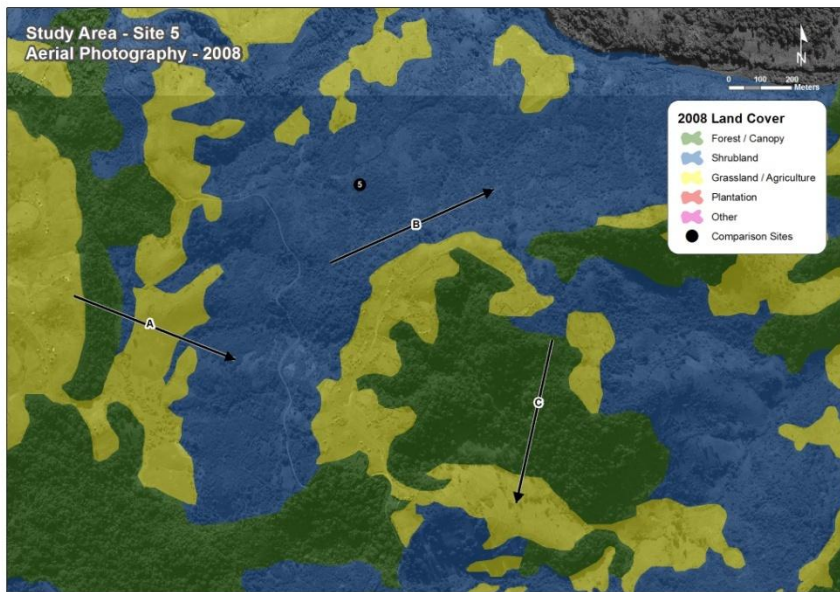 Study Area - Site 5
Aerial Photography - 2008
N
0 100 200
Meters
2008 Land Cover
Forest / Canopy
Shrubland
Grassland / Agriculture
Plantation
Other
Comparison Sites
5
B
A
C